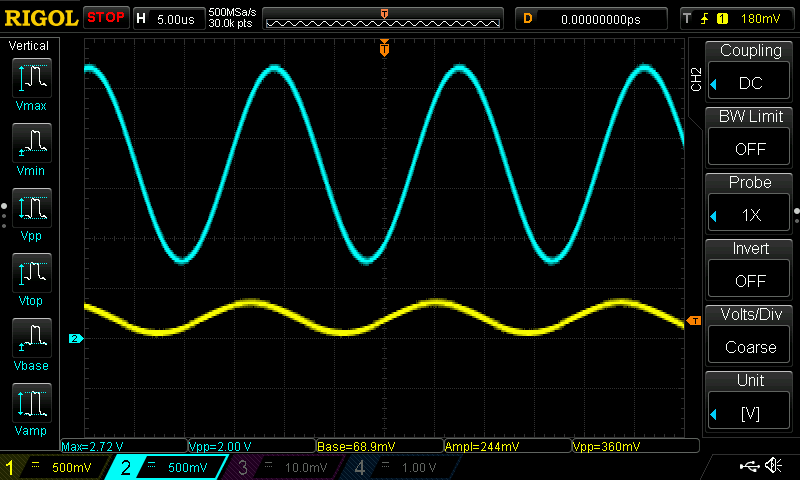 RIGOL STOP H 5.00us 500MSa/s D 0.00000000ps T 1 180mV
30.0k pts
T
Vertical
Vmax
Vmin
Vpp
Vtop
Vbase
Vamp
T
2
T
CH2
Coupling
DC
BW Limit
OFF
Probe
1X
Invert
OFF
Volts/Div
Coarse
Unit
[V]
Max=2.72 V Vpp=2.00 V Base=68.9mV Ampl=244mV Vpp=360mV
1 500mV 2 500mV 3 10.0mV 4 1.00 V